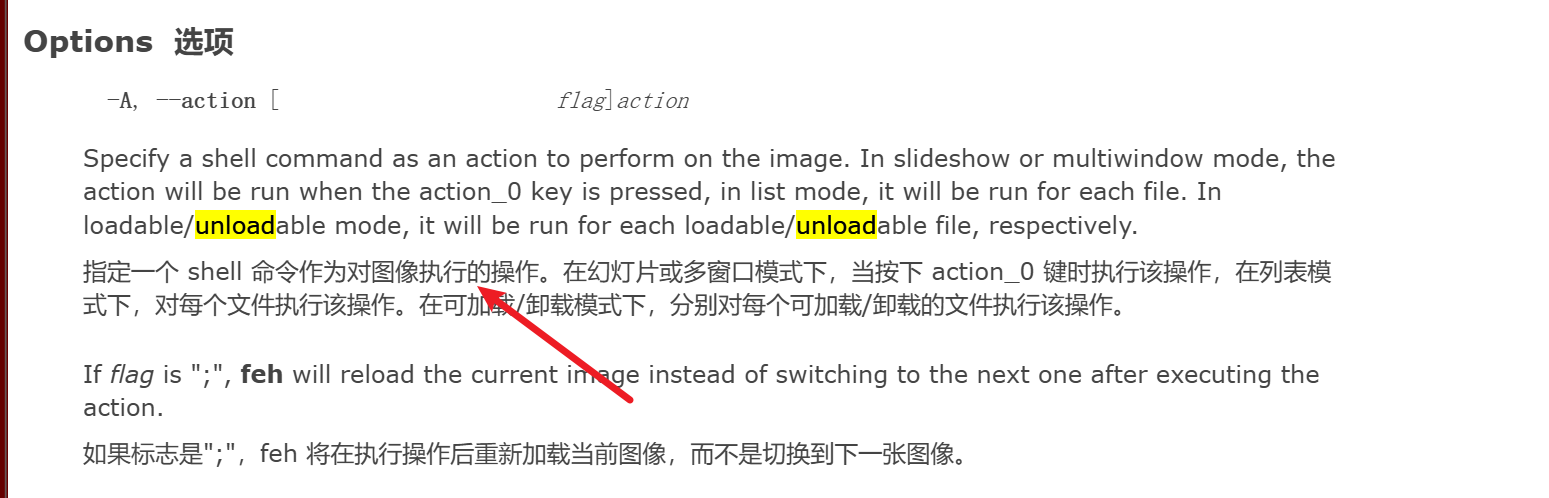 Options 选项
-A, --action [ flag]action
Specify a shell command as an action to perform on the image. In slideshow or multiwindow mode, the
action will be run when the action_0 key is pressed, in list mode, it will be run for each file. In
loadable/unloadable mode, it will be run for each loadable/unloadable file, respectively.
指定一个 shell 命令作为对图像执行的操作。在幻灯片或多窗口模式下，当按下 action_0 键时执行该操作，在列表模
式下，对每个文件执行该操作。在可加载/卸载模式下，分别对每个可加载/卸载的文件执行该操作。
If flag is ";", feh will reload the current image instead of switching to the next one after executing the
action.
如果标志是";"，feh 将在执行操作后重新加载当前图像，而不是切换到下一张图像。